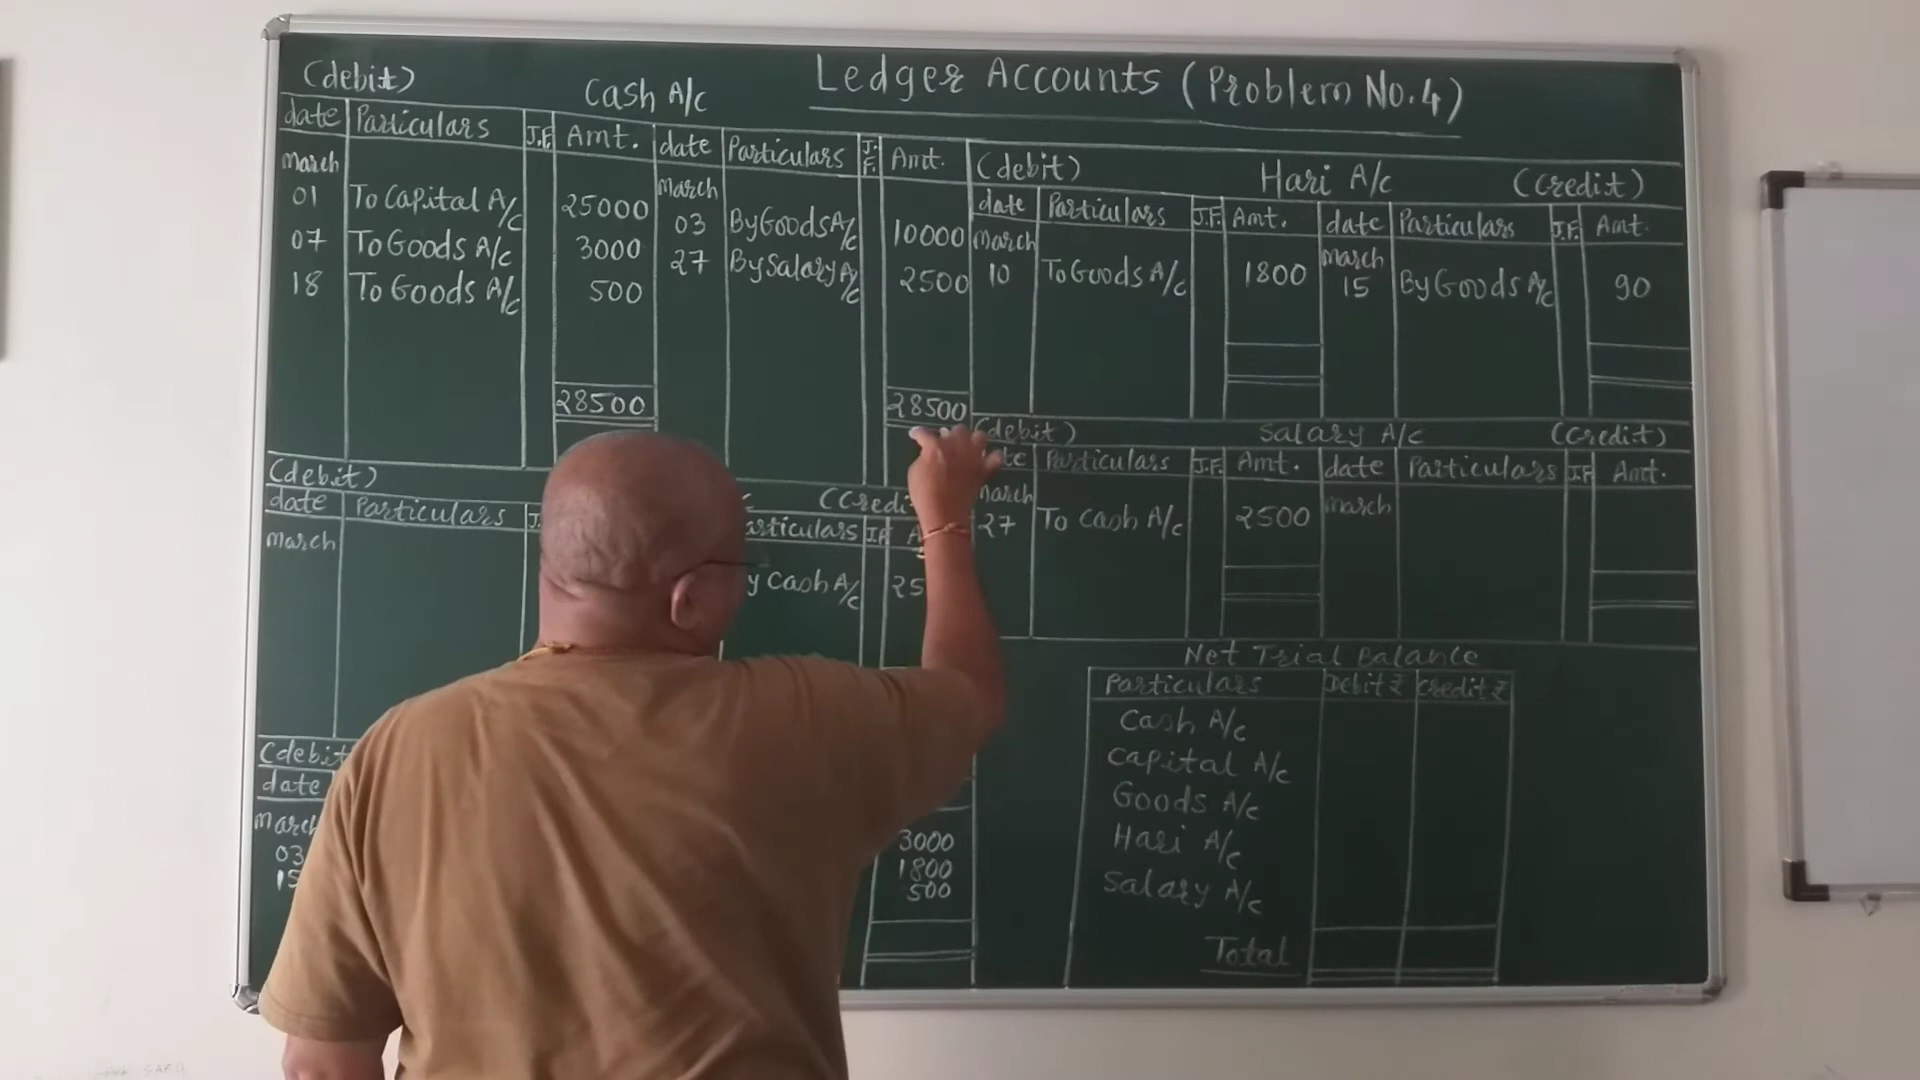 Ledger Accounts (Problem No.4)
(debit) Cash A/c
date Particulars J.F. Amt. date Particulars J.F. Amt.
march march
01 To Capital A/c 25000 03 By Goods A/c 10000
07 To Goods A/c 3000 27 By Salary A/c 2500
18 To Goods A/c 500
28500 28500
(debit) Hari A/c (Credit)
date Particulars J.F. Amt. date Particulars J.F. Amt.
march march
10 To Goods A/c 1800 15 By Goods A/c 90
(debit) Salary A/c (Credit)
Particulars J.F. Amt. date Particulars J.F. Amt.
march march
27 To Cash A/c 2500
(debit)
date Particulars
march
Cash A/c
(debit
date
march
03
15
3000
1800
500
Net Trial Balance
Particulars Debit ₹ Credit ₹
Cash A/c
Capital A/c
Goods A/c
Hari A/c
Salary A/c
Total